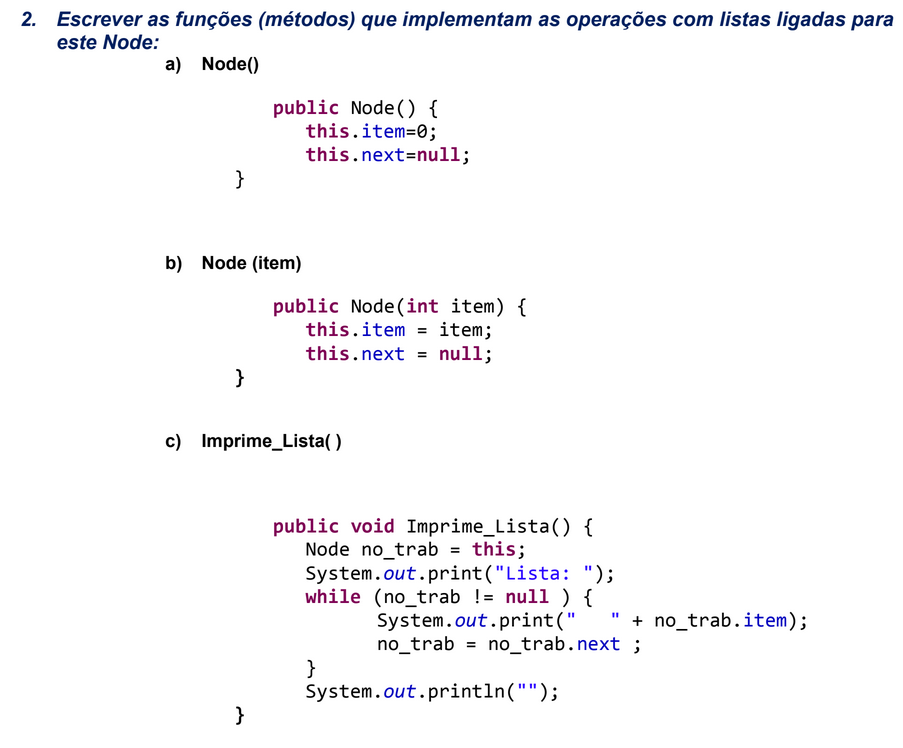 2. Escrever as funções (métodos) que implementam as operações com listas ligadas para
este Node:
a) Node()
public Node() {
this.item=0;
this.next=null;
}
b) Node (item)
public Node(int item) {
this.item = item;
this.next = null;
}
c) Imprime_Lista( )
public void Imprime_Lista() {
Node no_trab = this;
System.out.print("Lista: ");
while (no_trab != null ) {
System.out.print("   " + no_trab.item);
no_trab = no_trab.next ;
}
System.out.println("");
}